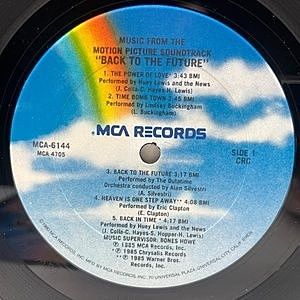 MUSIC FROM THE
MOTION PICTURE SOUNDTRACK
"BACK TO THE FUTURE"
1. THE POWER OF LOVE* 3:43 BMI
Performed by Huey Lewis and the News
(J. Colla-C. Hayes-H. Lewis)
2. TIME BOMB TOWN 2:45 BMI
Performed by Lindsey Buckingham
(L. Buckingham)
MCA-6144
MCA 4705
MCA RECORDS
SIDE 1
CRC
3. BACK TO THE FUTURE 3:17 BMI
Performed by The Outatime
Orchestra conducted by Alan Silvestri
(A. Silvestri)
4. HEAVEN IS ONE STEP AWAY** 4:08 BMI
Performed by Eric Clapton
(E. Clapton)
5. BACK IN TIME* 4:17 BMI
Performed by Huey Lewis and the News
(J. Colla-C. Hayes-S. Hopper-H. Lewis)
MUSIC SUPERVISOR: BONES HOWE
℗1985 MCA Records, Inc.
*℗1985 Chrysalis Records
**℗1985 Warner Bros.
Records, Inc.